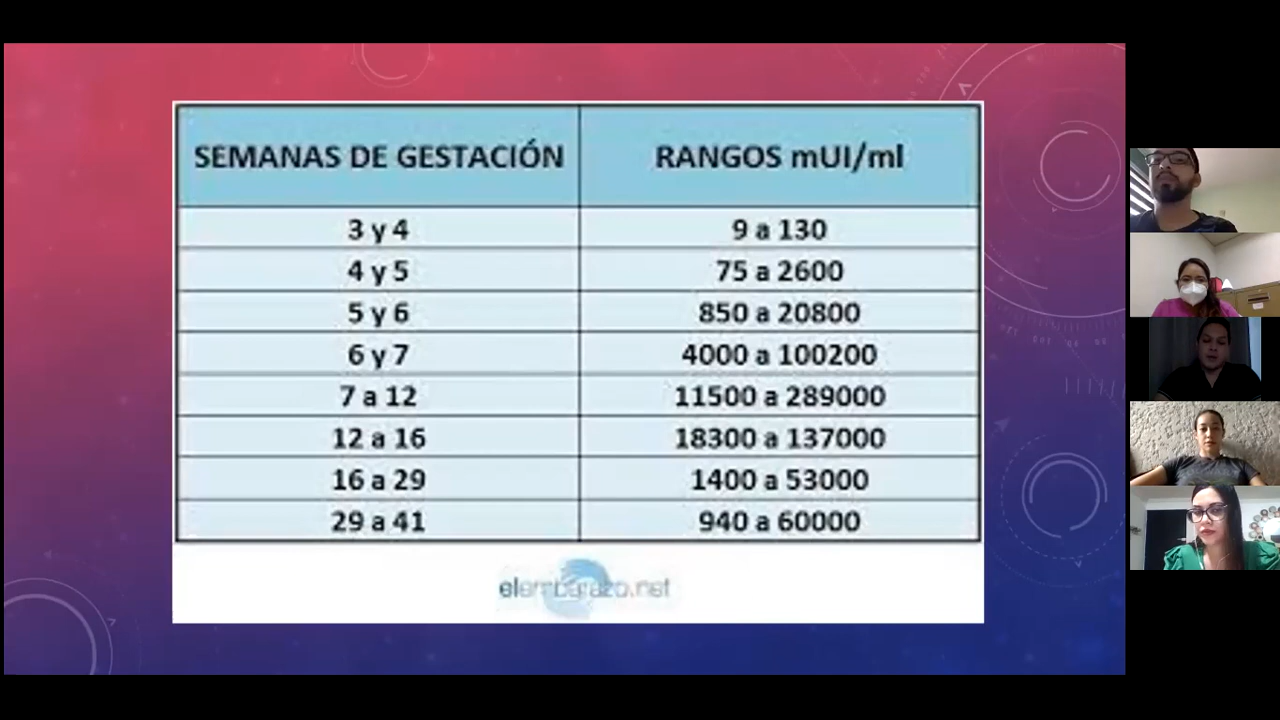 SEMANAS DE GESTACIÓN RANGOS mUI/ml
3 y 4 9 a 130
4 y 5 75 a 2600
5 y 6 850 a 20800
6 y 7 4000 a 100200
7 a 12 11500 a 289000
12 a 16 18300 a 137000
16 a 29 1400 a 53000
29 a 41 940 a 60000
elembarazo.net